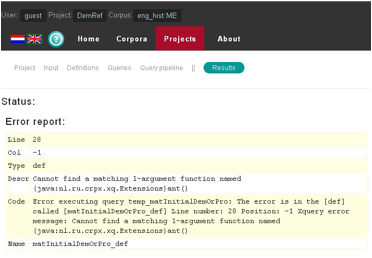 User: guest Project: DemRef Corpus: eng_hist:ME
Home Corpora Projects About
Project Input Definitions Queries Query pipeline || Results
Status:
Error report:
Line 28
Col -1
Type def
Descr Cannot find a matching 1-argument function named
{java:nl.ru.crpx.xq.Extensions}ant()
Code Error executing query temp_matInitialDemOrPro: The error is in the [def]
called [matInitialDemOrPro_def] Line number: 28 Position: -1 Xquery error
message: Cannot find a matching 1-argument function named
{java:nl.ru.crpx.xq.Extensions}ant()
Name matInitialDemOrPro_def